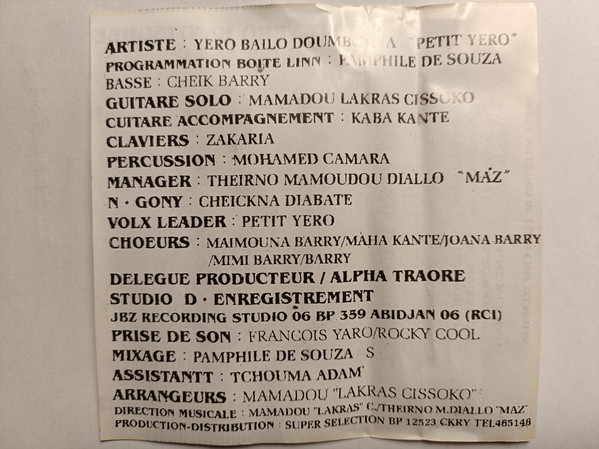 ARTISTE : YERO BAILO DOUMBOUYA "PETIT YERO"
PROGRAMMATION BOITE LINN : PAMPHILE DE SOUZA
BASSE : CHEIK BARRY
GUITARE SOLO : MAMADOU LAKRAS CISSOKO
CUITARE ACCOMPAGNEMENT : KABA KANTE
CLAVIERS : ZAKARIA
PERCUSSION : MOHAMED CAMARA
MANAGER : THEIRNO MAMOUDOU DIALLO "MAZ"
N · GONY : CHEICKNA DIABATE
VOLX LEADER : PETIT YERO
CHOEURS : MAIMOUNA BARRY/MAHA KANTE/JOANA BARRY
/MIMI BARRY/BARRY
DELEGUE PRODUCTEUR / ALPHA TRAORE
STUDIO D · ENREGISTREMENT
JBZ RECORDING STUDIO 06 BP 359 ABIDJAN 06 (RCI)
PRISE DE SON : FRANCOIS YARO/ROCKY COOL
MIXAGE : PAMPHILE DE SOUZA S
ASSISTANTT : TCHOUMA ADAM
ARRANGEURS : MAMADOU "LAKRAS CISSOKO"
DIRECTION MUSICALE : MAMADOU "LAKRAS" C./THEIRNO M.DIALLO "MAZ"
PRODUCTION-DISTRIBUTION : SUPER SELECTION BP 12523 CKRY TEL465146